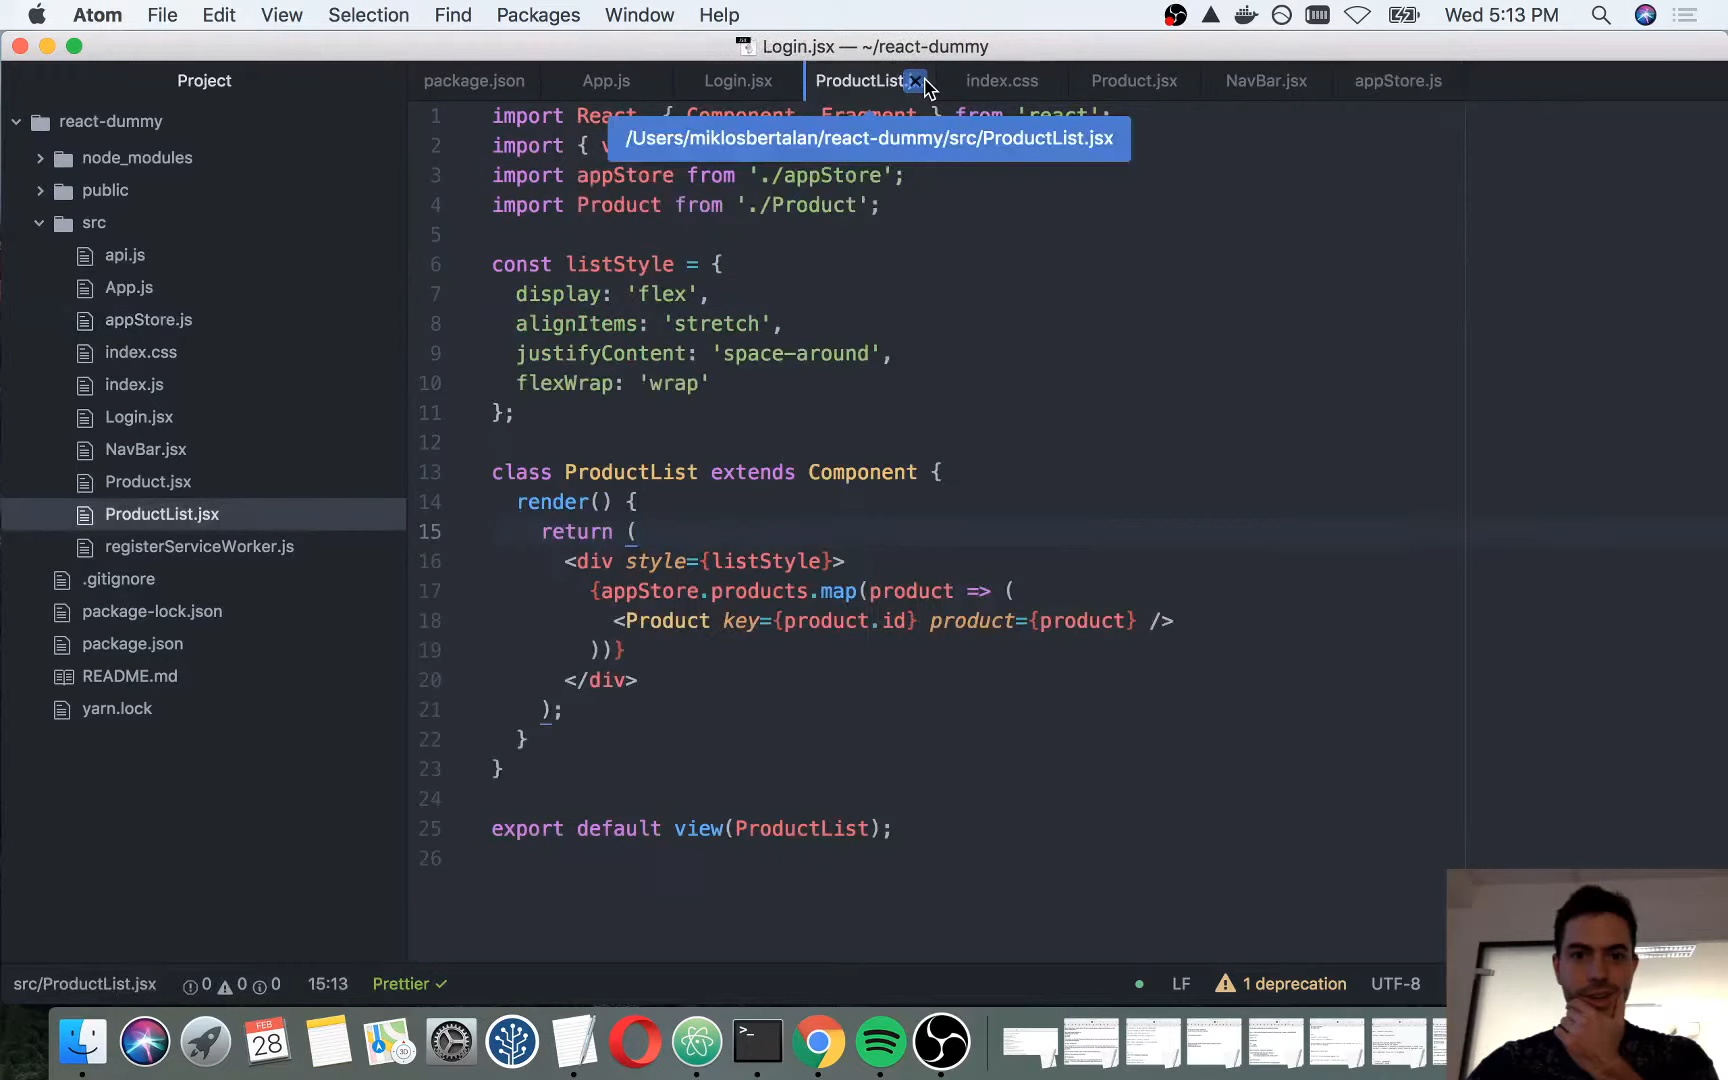 Atom File Edit View Selection Find Packages Window Help Wed 5:13 PM
Login.jsx — ~/react-dummy
Project package.json App.js Login.jsx ProductList.j index.css Product.jsx NavBar.jsx appStore.js
/Users/miklosbertalan/react-dummy/src/ProductList.jsx
react-dummy
node_modules
public
src
api.js
App.js
appStore.js
index.css
index.js
Login.jsx
NavBar.jsx
Product.jsx
ProductList.jsx
registerServiceWorker.js
.gitignore
package-lock.json
package.json
README.md
yarn.lock
1 import React, { Component, Fragment } from 'react';
2 import {
3 import appStore from './appStore';
4 import Product from './Product';
5
6 const listStyle = {
7 display: 'flex',
8 alignItems: 'stretch',
9 justifyContent: 'space-around',
10 flexWrap: 'wrap'
11 };
12
13 class ProductList extends Component {
14 render() {
15 return (
16 <div style={listStyle}>
17 {appStore.products.map(product => (
18 <Product key={product.id} product={product} />
19 ))}
20 </div>
21 );
22 }
23 }
24
25 export default view(ProductList);
26
src/ProductList.jsx 0 0 0 15:13 Prettier ✓ LF 1 deprecation UTF-8
FEB
28